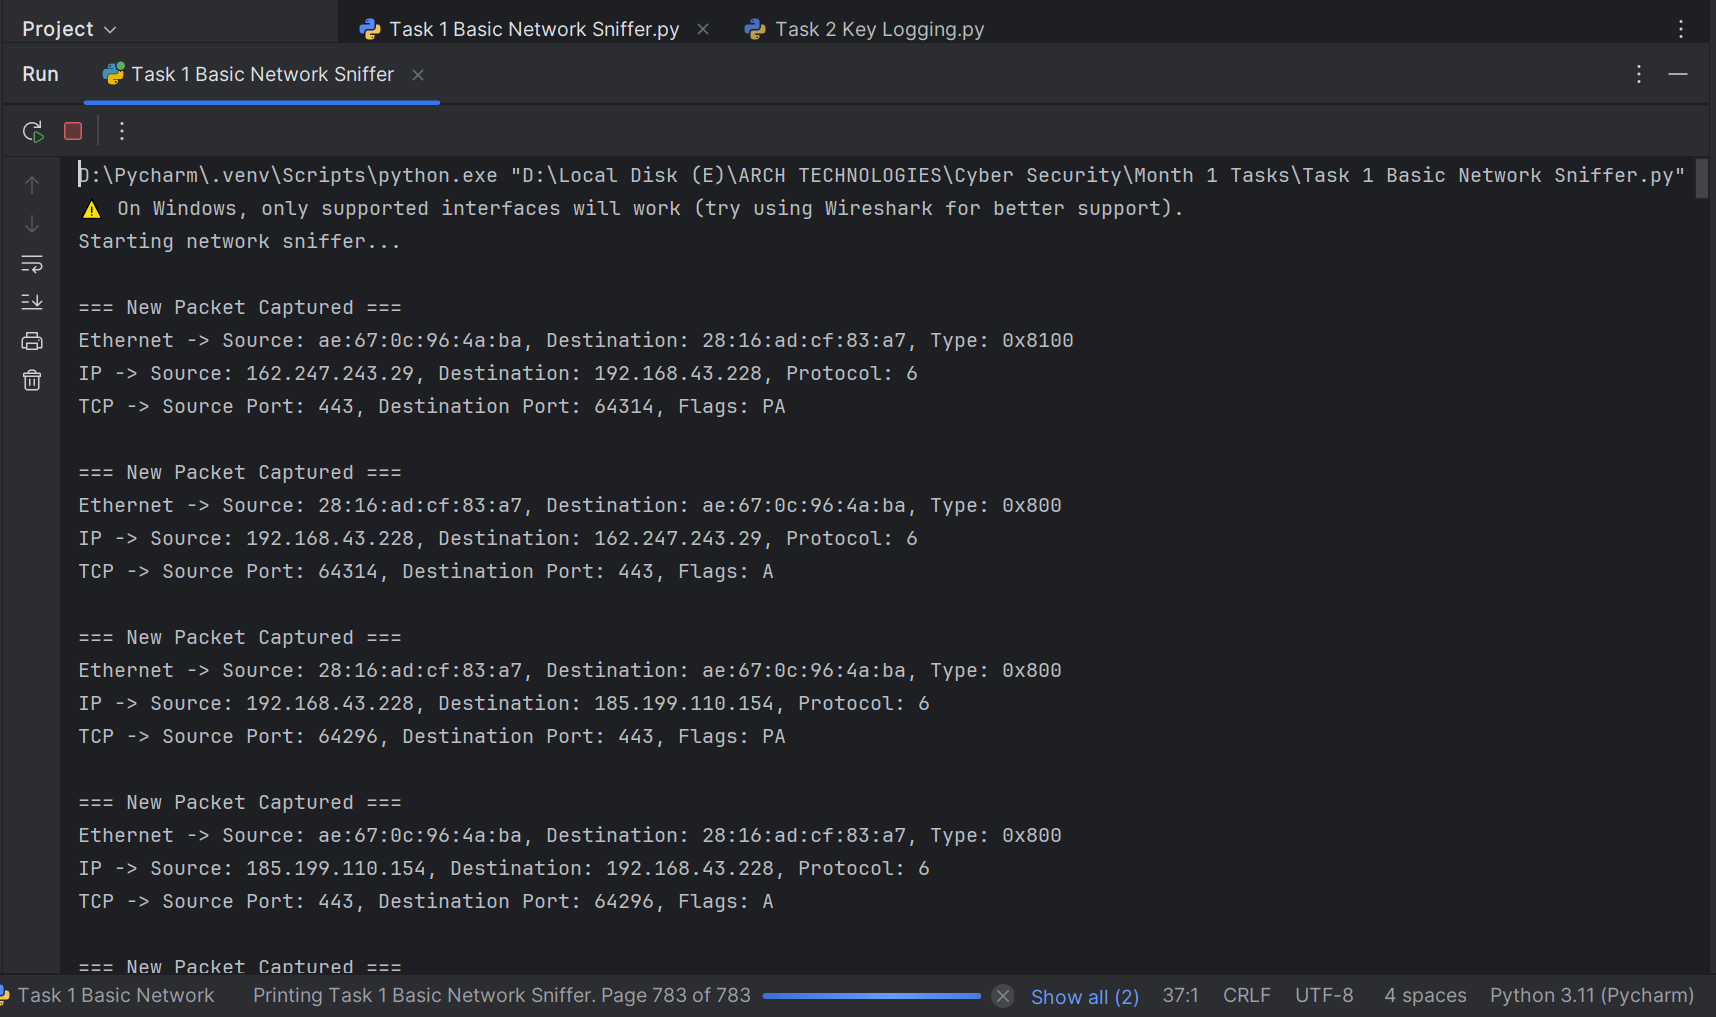 Project
Task 1 Basic Network Sniffer.py
Task 2 Key Logging.py
Run
Task 1 Basic Network Sniffer
D:\Pycharm\.venv\Scripts\python.exe "D:\Local Disk (E)\ARCH TECHNOLOGIES\Cyber Security\Month 1 Tasks\Task 1 Basic Network Sniffer.py"
⚠ On Windows, only supported interfaces will work (try using Wireshark for better support).
Starting network sniffer...
=== New Packet Captured ===
Ethernet -> Source: ae:67:0c:96:4a:ba, Destination: 28:16:ad:cf:83:a7, Type: 0x8100
IP -> Source: 162.247.243.29, Destination: 192.168.43.228, Protocol: 6
TCP -> Source Port: 443, Destination Port: 64314, Flags: PA
=== New Packet Captured ===
Ethernet -> Source: 28:16:ad:cf:83:a7, Destination: ae:67:0c:96:4a:ba, Type: 0x800
IP -> Source: 192.168.43.228, Destination: 162.247.243.29, Protocol: 6
TCP -> Source Port: 64314, Destination Port: 443, Flags: A
=== New Packet Captured ===
Ethernet -> Source: 28:16:ad:cf:83:a7, Destination: ae:67:0c:96:4a:ba, Type: 0x800
IP -> Source: 192.168.43.228, Destination: 185.199.110.154, Protocol: 6
TCP -> Source Port: 64296, Destination Port: 443, Flags: PA
=== New Packet Captured ===
Ethernet -> Source: ae:67:0c:96:4a:ba, Destination: 28:16:ad:cf:83:a7, Type: 0x800
IP -> Source: 185.199.110.154, Destination: 192.168.43.228, Protocol: 6
TCP -> Source Port: 443, Destination Port: 64296, Flags: A
=== New Packet Captured ===
Task 1 Basic Network
Printing Task 1 Basic Network Sniffer. Page 783 of 783
Show all (2)
37:1
CRLF
UTF-8
4 spaces
Python 3.11 (Pycharm)